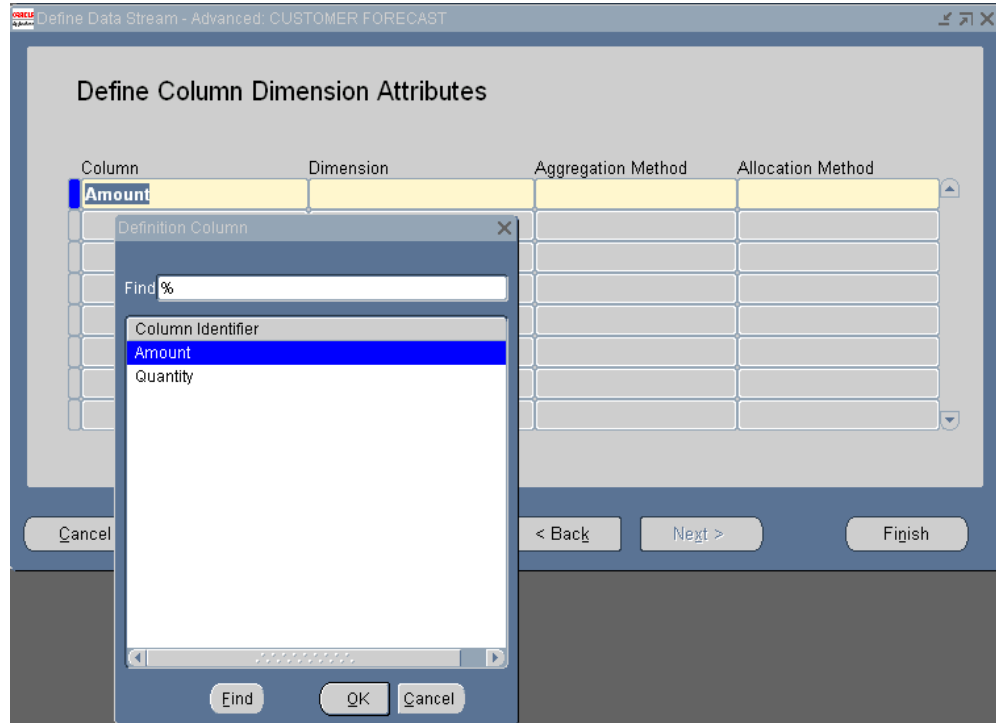 ORACLE
Define Data Stream - Advanced: CUSTOMER FORECAST
Define Column Dimension Attributes
Column Dimension Aggregation Method Allocation Method
Amount
Definition Column
Find %
Column Identifier
Amount
Quantity
Cancel < Back Next > Finish
Find OK Cancel